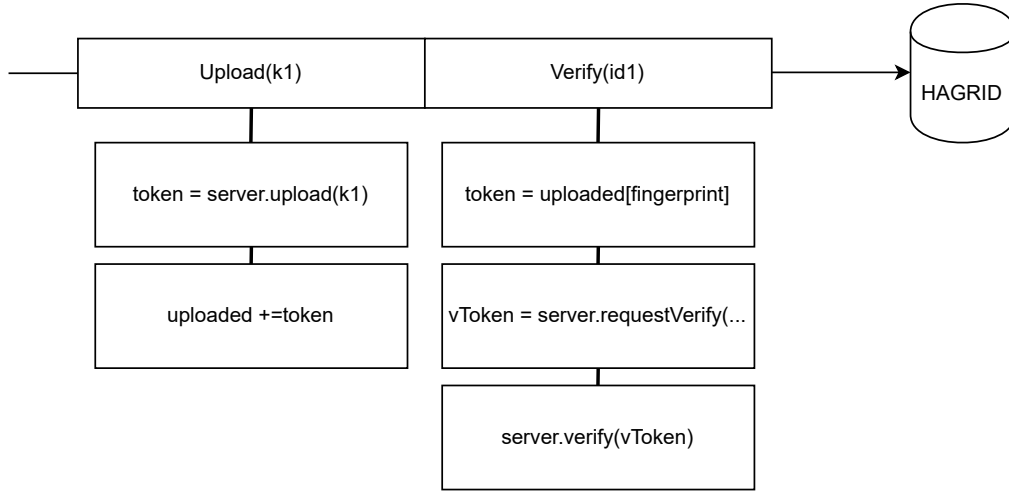 Upload(k1)
Verify(id1)
HAGRID
token = server.upload(k1)
token = uploaded[fingerprint]
uploaded +=token
vToken = server.requestVerify(...
server.verify(vToken)